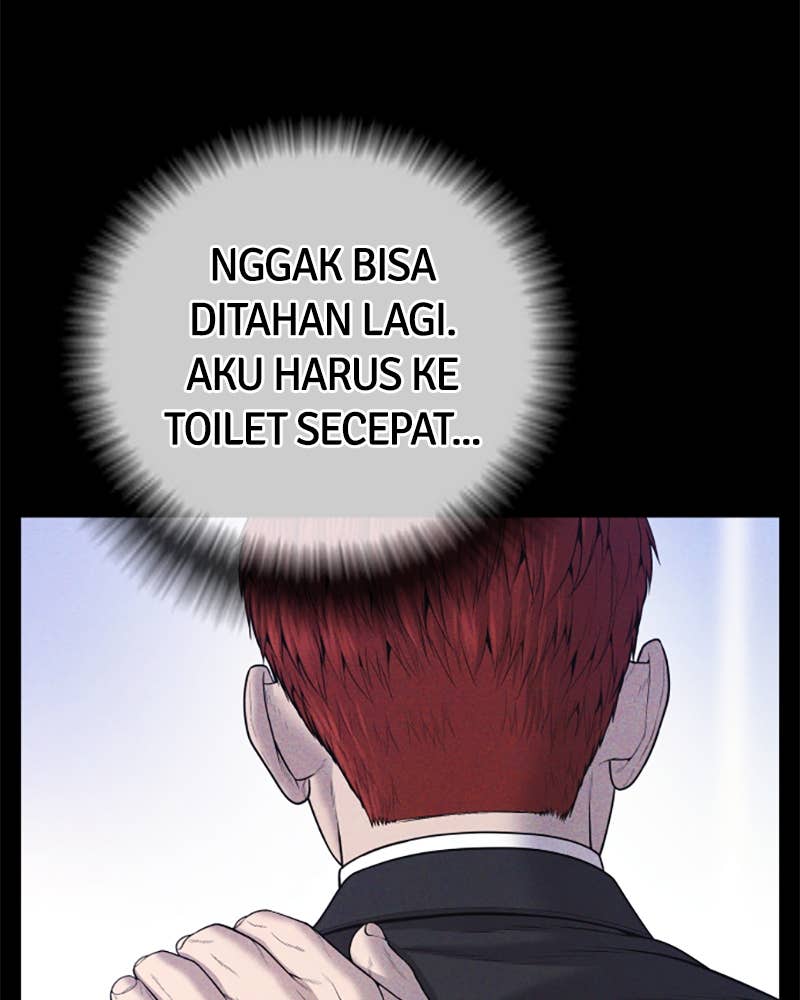 NGGAK BISA
DITAHAN LAGI.
AKU HARUS KE
TOILET SECEPAT...